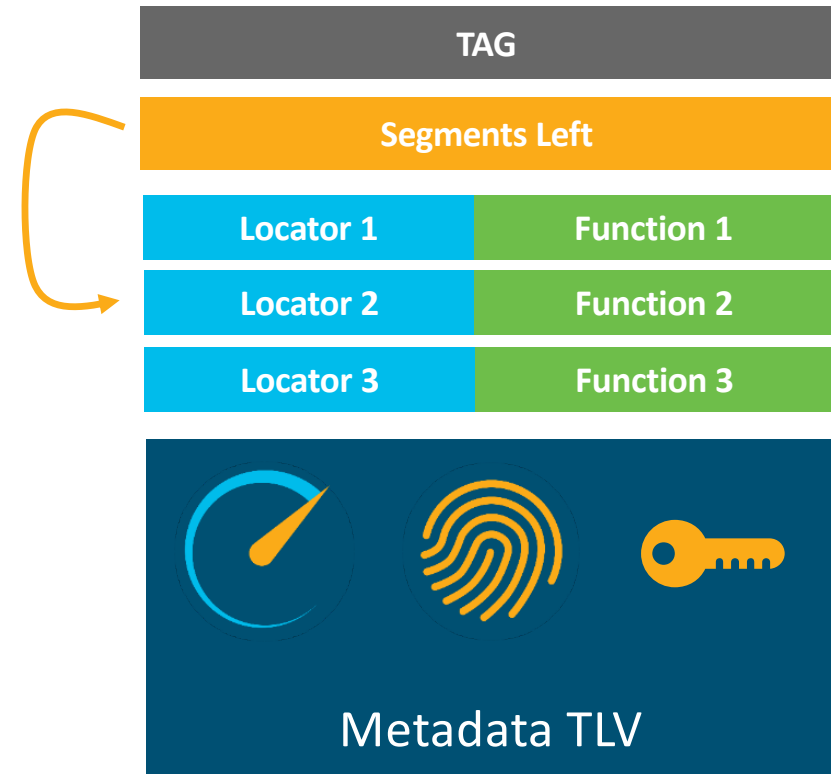 TAG
Segments Left
Locator 1 Function 1
Locator 2 Function 2
Locator 3 Function 3
Metadata TLV